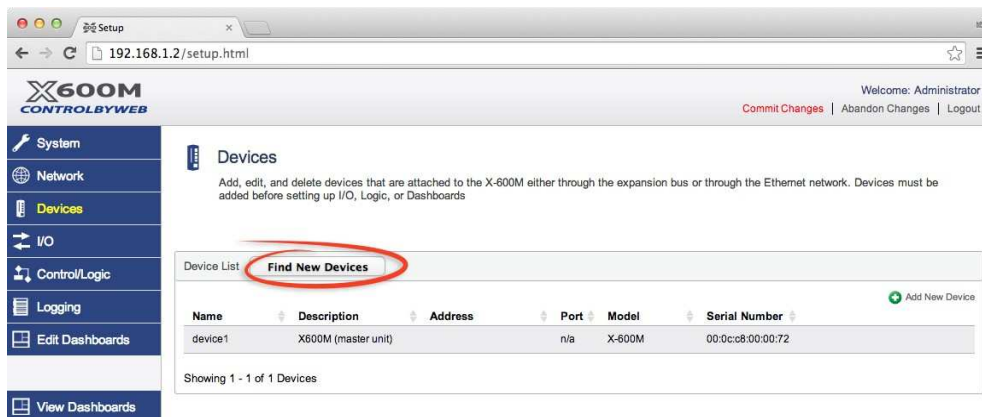 Setup
192.168.1.2/setup.html
X600M
CONTROLBYWEB
Welcome: Administrator
Commit Changes | Abandon Changes | Logout
System
Network
Devices
I/O
Control/Logic
Logging
Edit Dashboards
View Dashboards
Devices
Add, edit, and delete devices that are attached to the X-600M either through the expansion bus or through the Ethernet network. Devices must be
added before setting up I/O, Logic, or Dashboards
Device List Find New Devices
Add New Device
Name Description Address Port Model Serial Number
device1 X600M (master unit) n/a X-600M 00:0c:c8:00:00:72
Showing 1 - 1 of 1 Devices